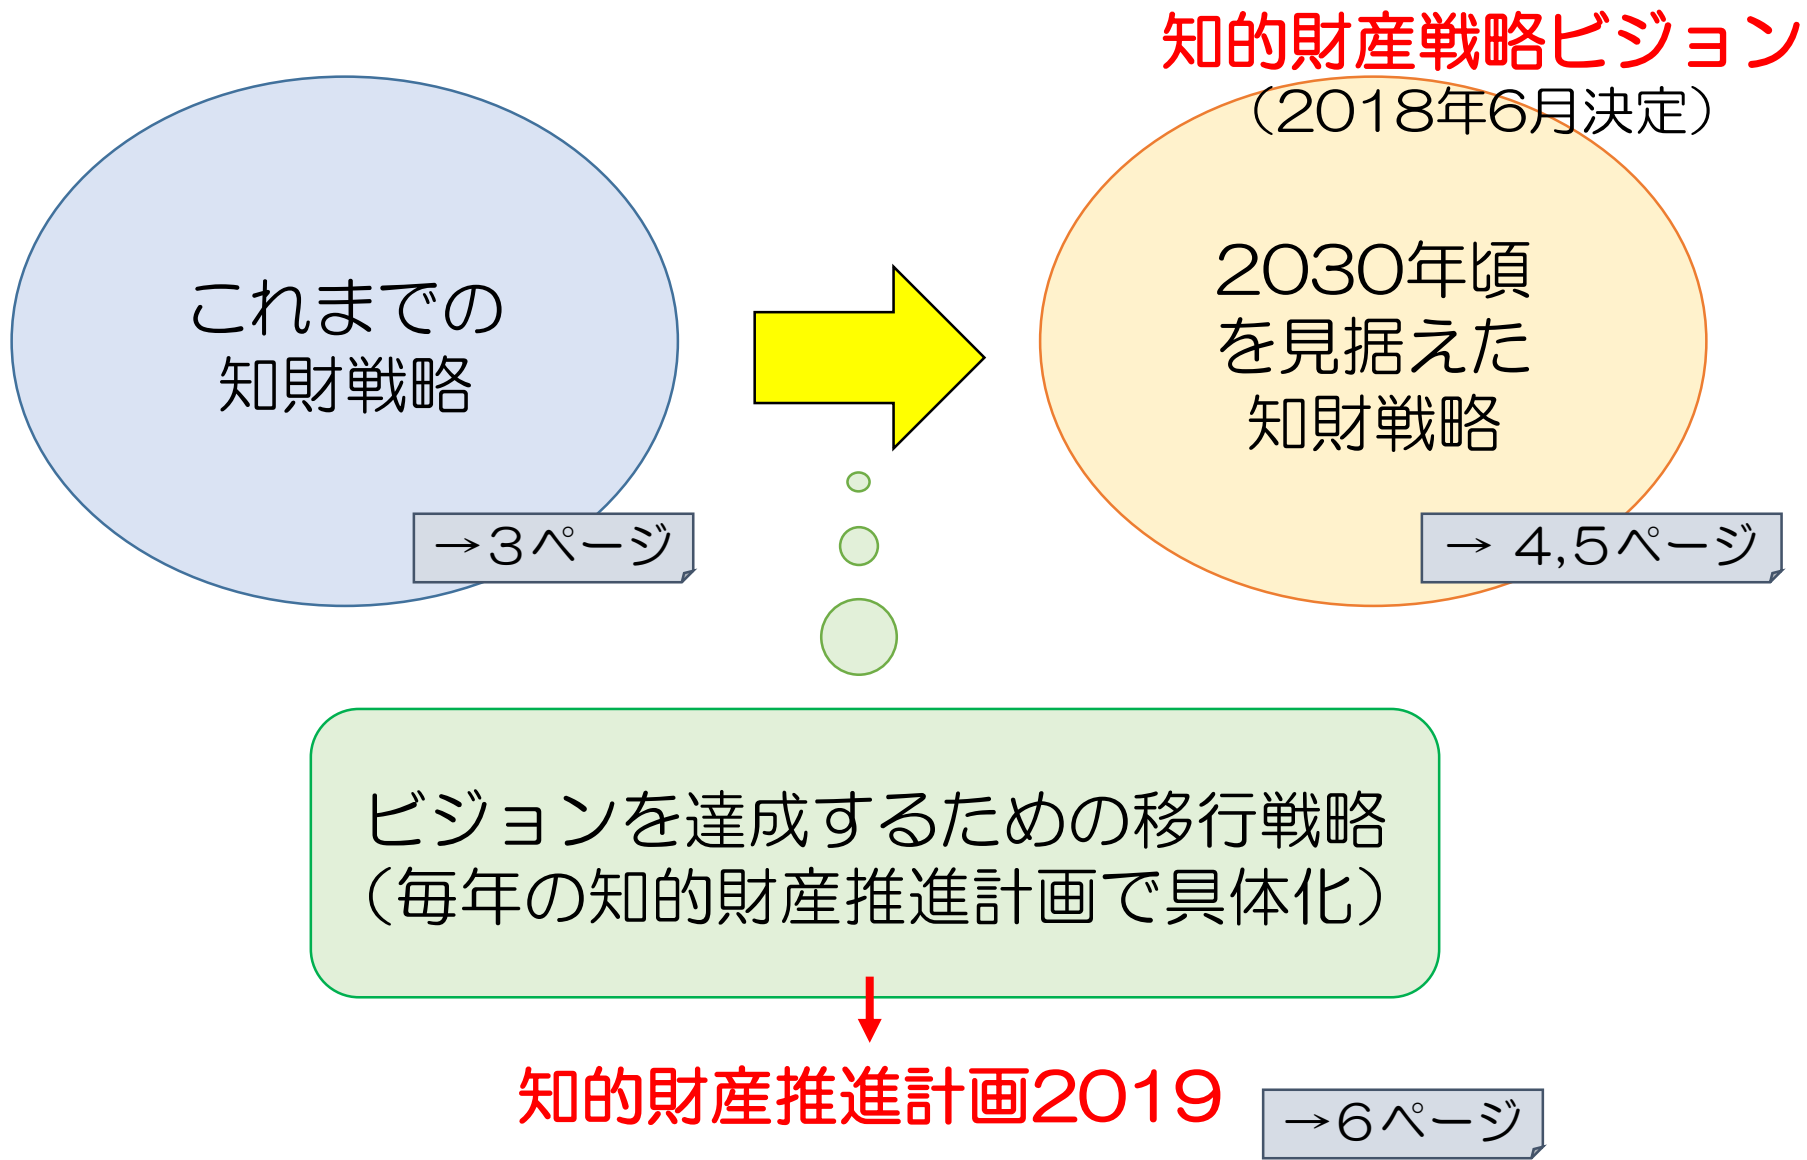 知的財産戦略ビジョン
（2018年6月決定）
これまでの
知財戦略
→3ページ
2030年頃
を見据えた
知財戦略
→ 4,5ページ
ビジョンを達成するための移行戦略
（毎年の知的財産推進計画で具体化）
知的財産推進計画2019
→6ページ